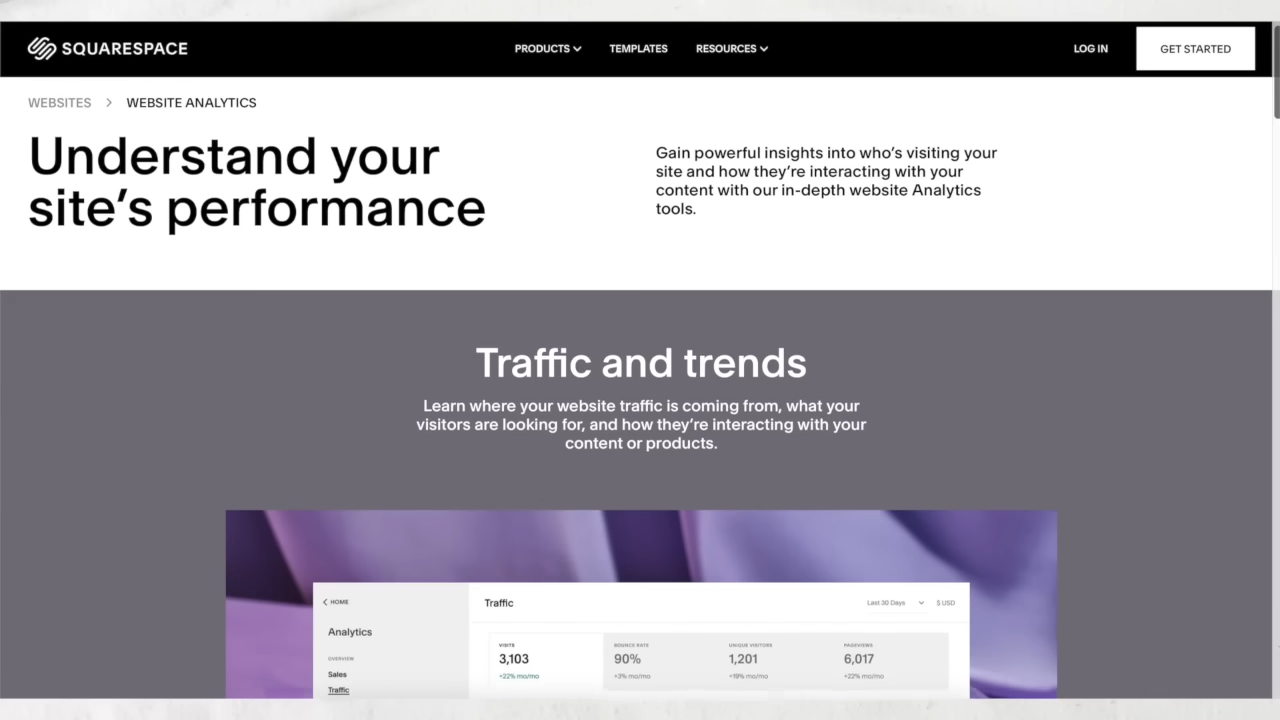 SQUARESPACE
PRODUCTS
TEMPLATES
RESOURCES
LOG IN
GET STARTED
WEBSITES > WEBSITE ANALYTICS
Understand your
site’s performance
Gain powerful insights into who’s visiting your
site and how they’re interacting with your
content with our in-depth website Analytics
tools.
Traffic and trends
Learn where your website traffic is coming from, what your
visitors are looking for, and how they’re interacting with your
content or products.
HOME
Analytics
OVERVIEW
Sales
Traffic
Traffic
Last 30 Days
$ USD
VISITS
3,103
+22% mo/mo
BOUNCE RATE
90%
+3% mo/mo
UNIQUE VISITORS
1,201
+19% mo/mo
PAGEVIEWS
6,017
+22% mo/mo